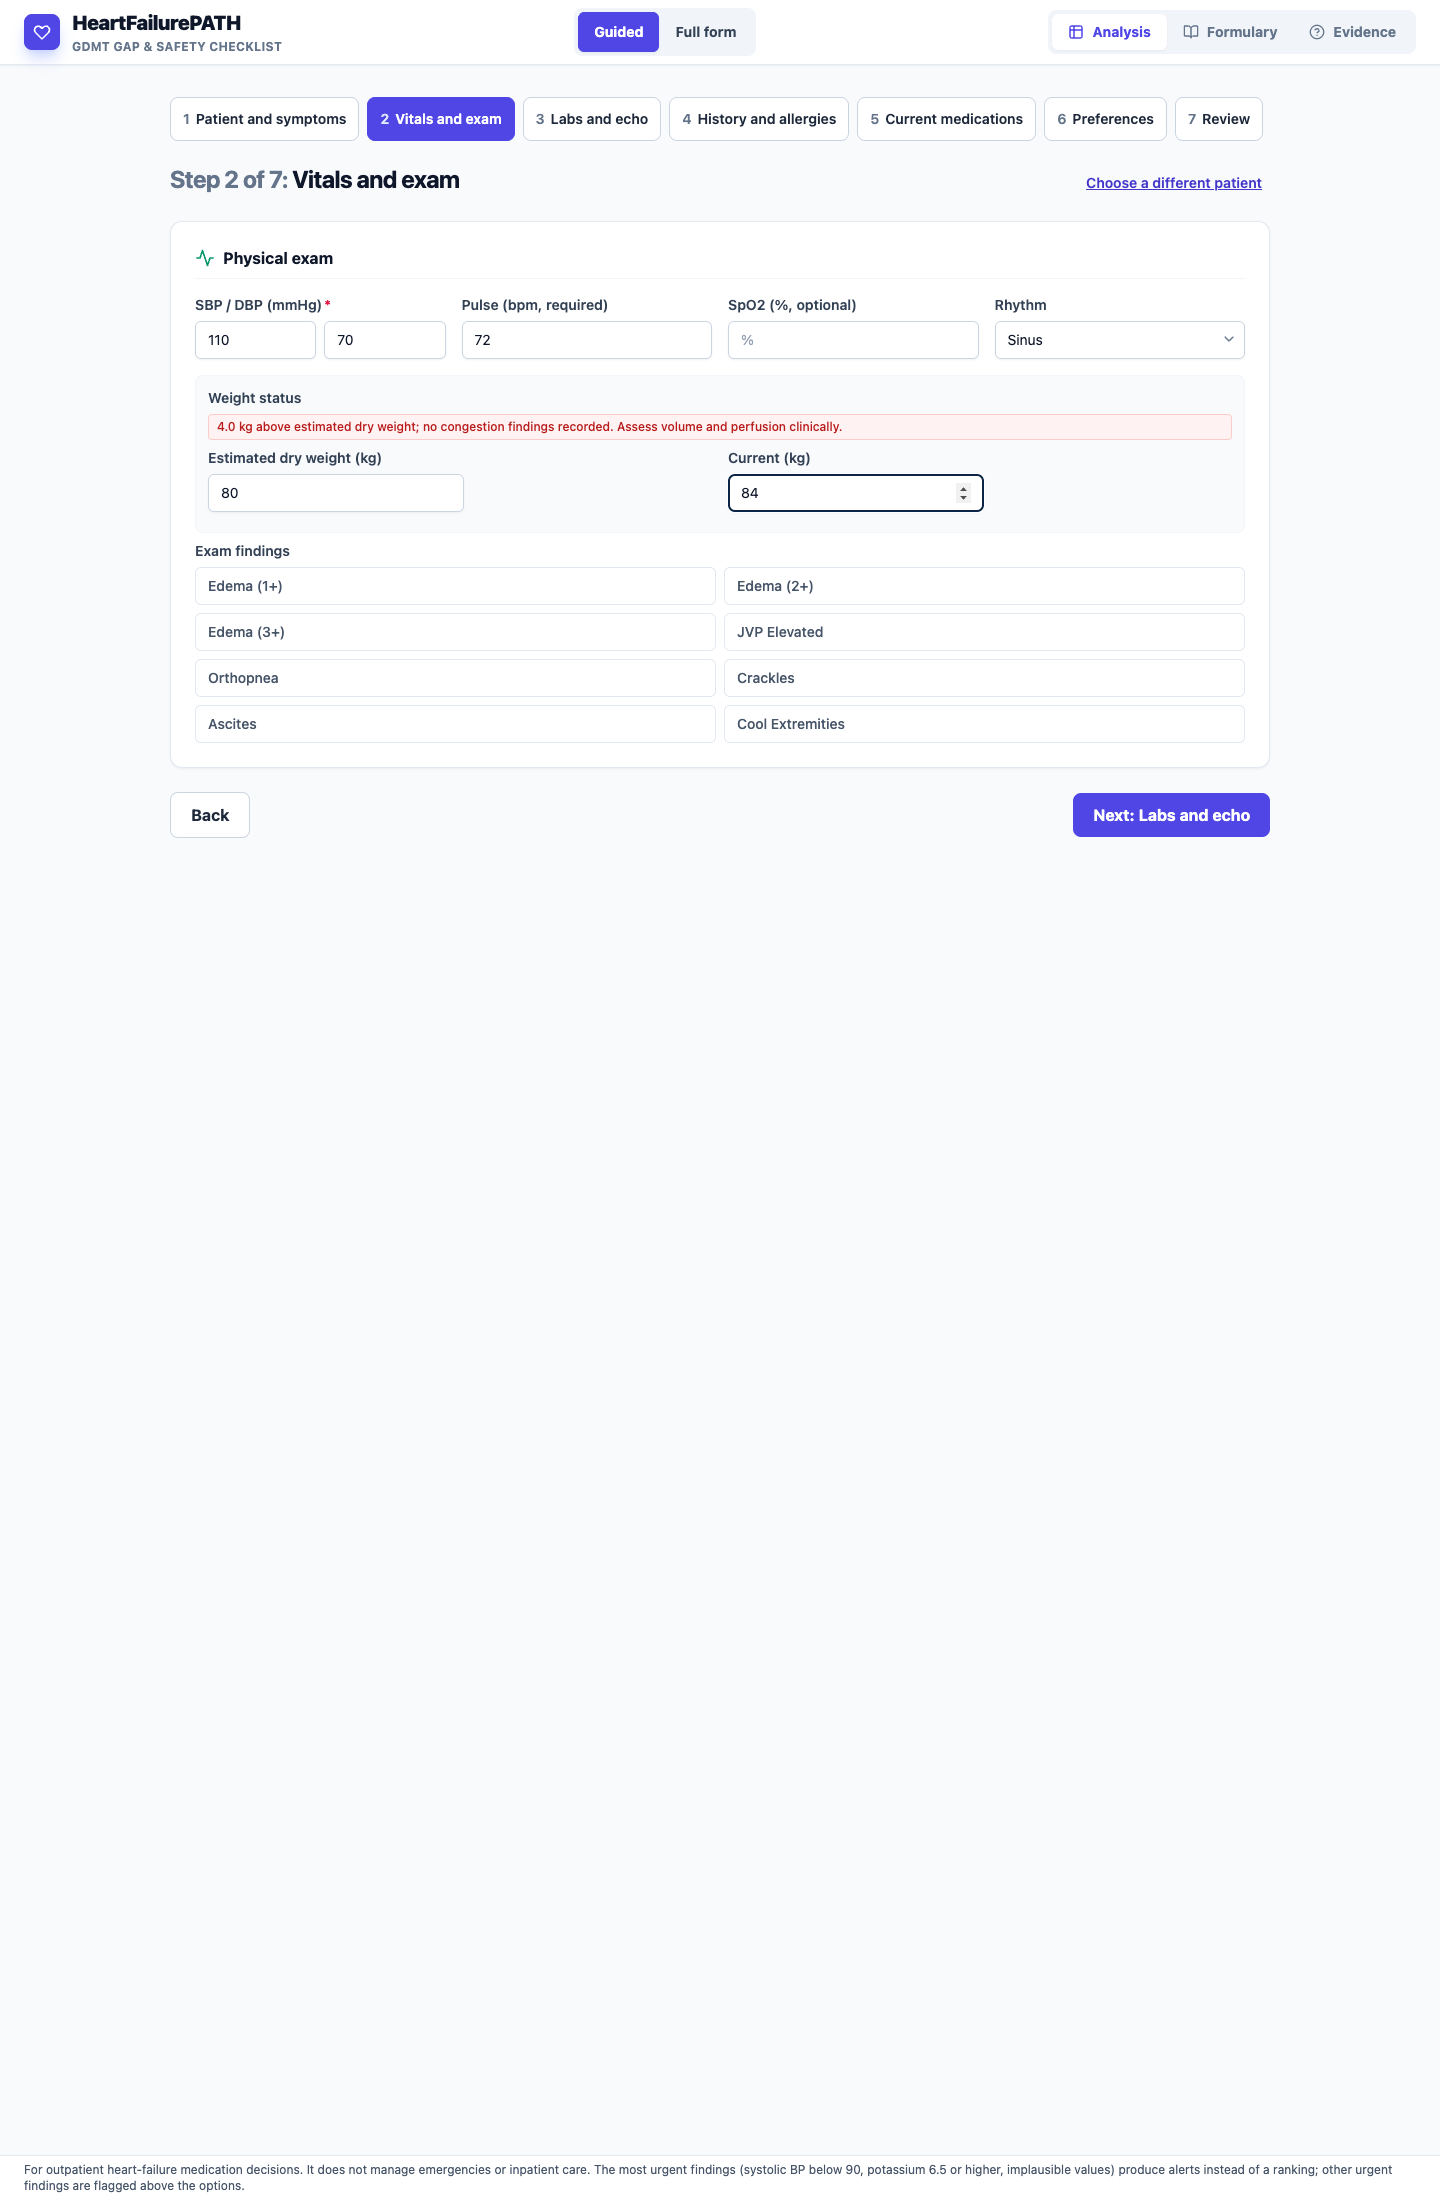 HeartFailurePATH
GDMT GAP & SAFETY CHECKLIST
Guided
Full form
Analysis
Formulary
Evidence
1 Patient and symptoms
2 Vitals and exam
3 Labs and echo
4 History and allergies
5 Current medications
6 Preferences
7 Review
Step 2 of 7: Vitals and exam
Choose a different patient
Physical exam
SBP / DBP (mmHg) *
Pulse (bpm, required)
SpO2 (%, optional)
Rhythm
110
70
72
%
Sinus
Weight status
4.0 kg above estimated dry weight; no congestion findings recorded. Assess volume and perfusion clinically.
Estimated dry weight (kg)
Current (kg)
80
84
Exam findings
Edema (1+)
Edema (2+)
Edema (3+)
JVP Elevated
Orthopnea
Crackles
Ascites
Cool Extremities
Back
Next: Labs and echo
For outpatient heart-failure medication decisions. It does not manage emergencies or inpatient care. The most urgent findings (systolic BP below 90, potassium 6.5 or higher, implausible values) produce alerts instead of a ranking; other urgent
findings are flagged above the options.